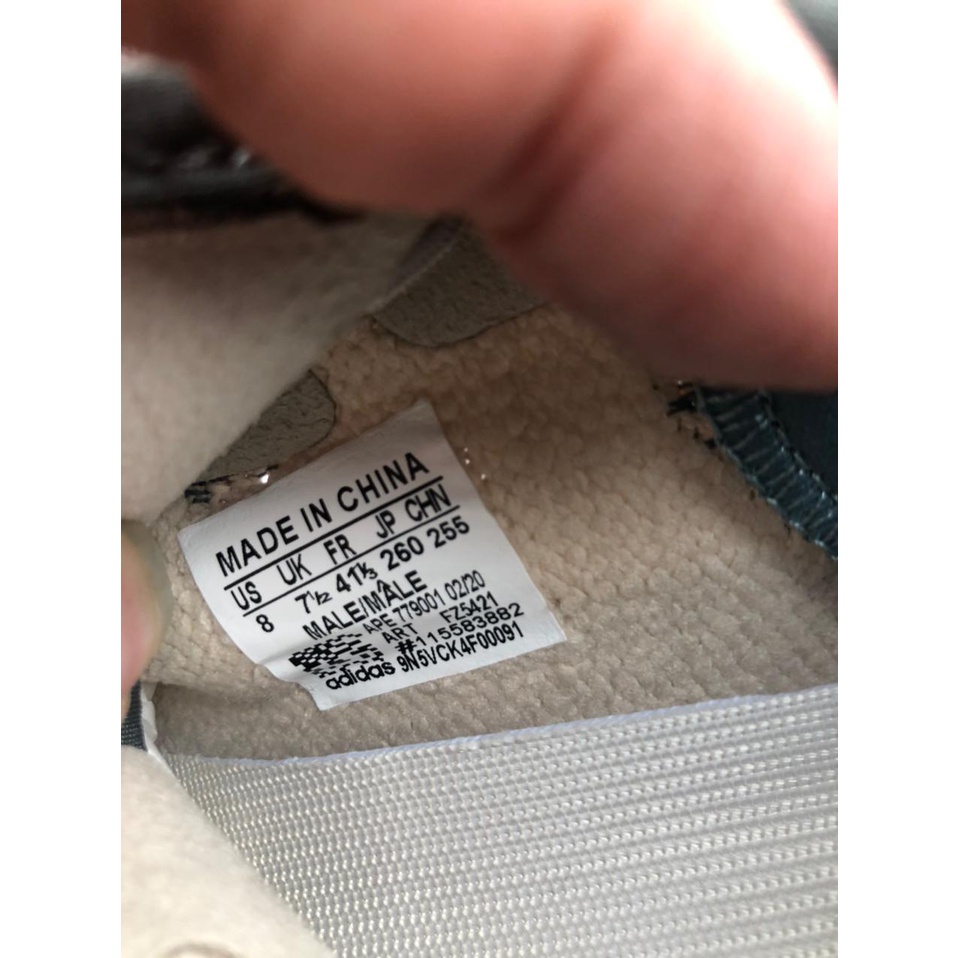 MADE IN CHINA
US UK FR JP CHN
8 7½ 41⅓ 260 255
MALE/MALE
APE 779001 02/20
ART FZ5421
#115583882
adidas 9N5VCK4F00091